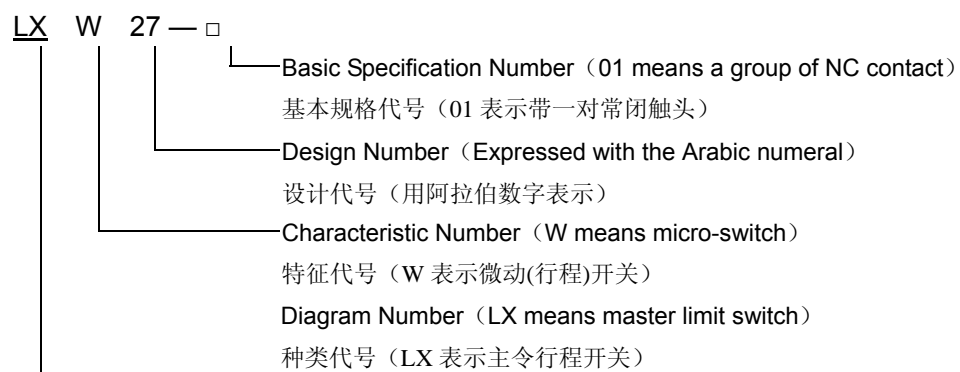 LX W 27 — □
Basic Specification Number（01 means a group of NC contact）
基本规格代号（01 表示带一对常闭触头）
Design Number（Expressed with the Arabic numeral）
设计代号（用阿拉伯数字表示）
Characteristic Number（W means micro-switch）
特征代号（W 表示微动(行程)开关）
Diagram Number（LX means master limit switch）
种类代号（LX 表示主令行程开关）